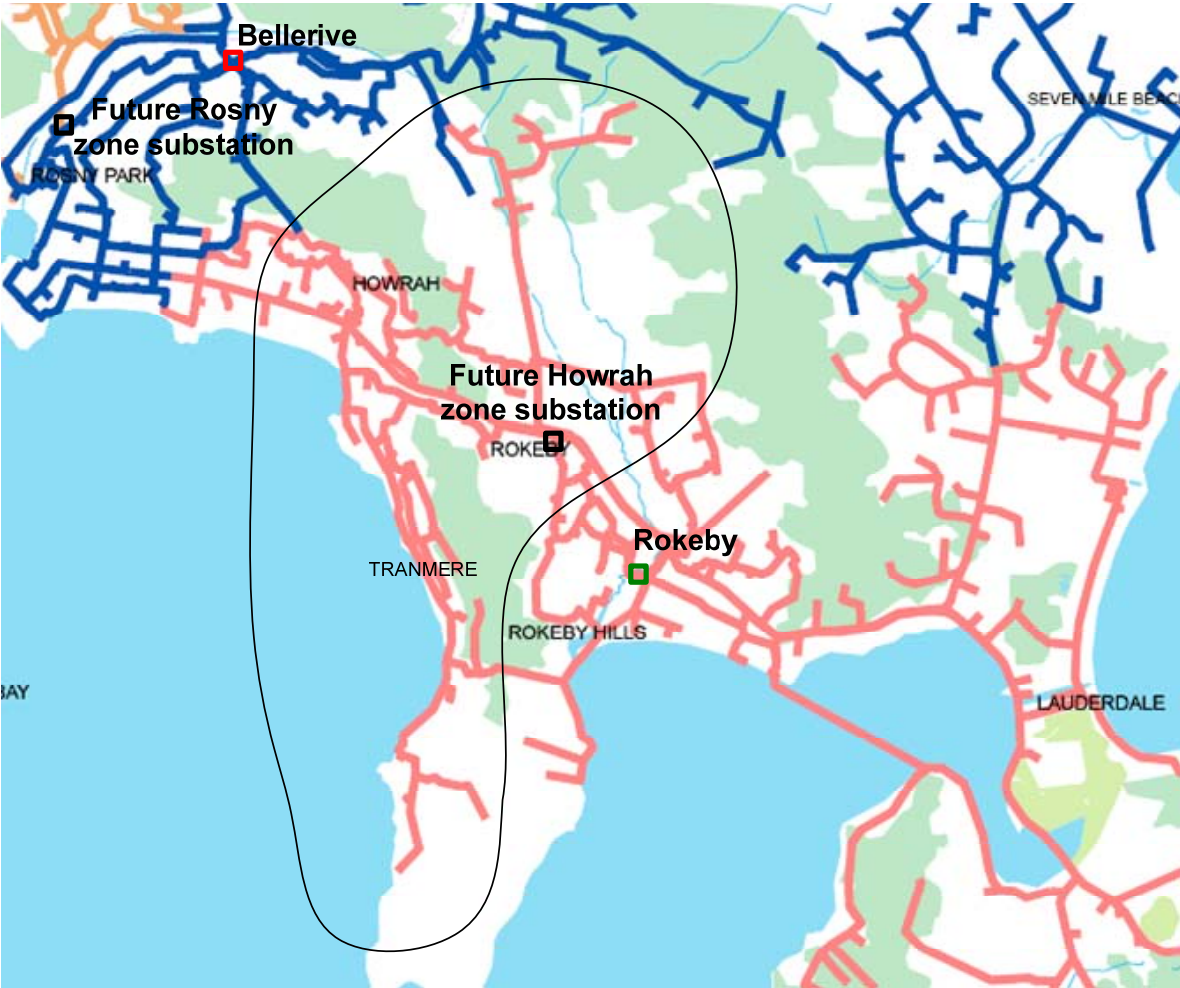 Bellerive
Future Rosny
zone substation
SEVEN MILE BEAC
ROSNY PARK
HOWRAH
Future Howrah
zone substation
ROKEBY
Rokeby
TRANMERE
ROKEBY HILLS
BAY
LAUDERDALE